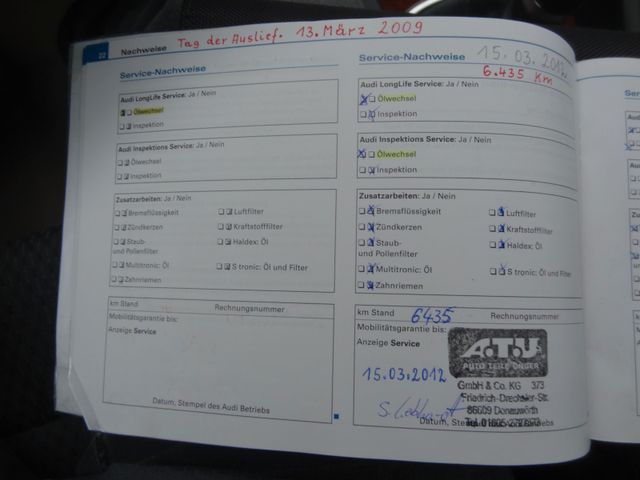 22 Nachweise Tag der Auslief. 13. März 2009
Service-Nachweise
Audi LongLife Service: Ja / Nein
Ölwechsel
Inspektion
Audi Inspektions Service: Ja / Nein
Ölwechsel
Inspektion
Zusatzarbeiten: Ja / Nein
Bremsflüssigkeit Luftfilter
Zündkerzen Kraftstofffilter
Staub- Haldex: Öl
und Pollenfilter
Multitronic: Öl S tronic: Öl und Filter
Zahnriemen
km Stand Rechnungsnummer
Mobilitätsgarantie bis:
Anzeige Service
Datum, Stempel des Audi Betriebs
Service-Nachweise 15.03.2012
6.435 Km
Audi LongLife Service: Ja / Nein
Ölwechsel
Inspektion
Audi Inspektions Service: Ja / Nein
Ölwechsel
Inspektion
Zusatzarbeiten: Ja / Nein
Bremsflüssigkeit Luftfilter
Zündkerzen Kraftstofffilter
Staub- Haldex: Öl
und Pollenfilter
Multitronic: Öl S tronic: Öl und Filter
Zahnriemen
km Stand 6435 Rechnungsnummer
Mobilitätsgarantie bis:
Anzeige Service
A.T.U
AUTO TEILE UNGER
15.03.2012
GmbH & Co. KG 373
Friedrich-Drechsler-Str.
86609 Donauwörth
Datum,